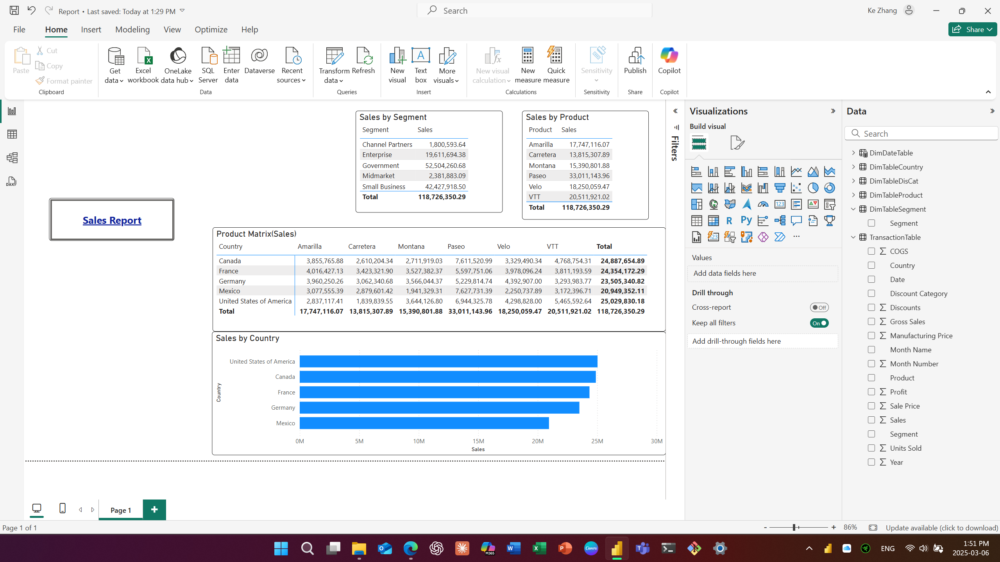 Report • Last saved: Today at 1:29 PM
Search
Ke Zhang
File Home Insert Modeling View Optimize Help
Share
Paste
Cut
Copy
Format painter
Clipboard
Get data
Excel workbook
OneLake data hub
SQL Server
Enter data
Dataverse
Recent sources
Data
Transform data
Refresh
Queries
New visual
Text box
More visuals
Insert
New visual calculation
New measure
Quick measure
Calculations
Sensitivity
Sensitivity
Publish
Share
Copilot
Copilot
DAX
Sales Report
Sales by Segment
Segment Sales
Channel Partners 1,800,593.64
Enterprise 19,611,694.38
Government 52,504,260.68
Midmarket 2,381,883.09
Small Business 42,427,918.50
Total 118,726,350.29
Sales by Product
Product Sales
Amarilla 17,747,116.07
Carretera 13,815,307.89
Montana 15,390,801.88
Paseo 33,011,143.96
Velo 18,250,059.47
VTT 20,511,921.02
Total 118,726,350.29
Product Matrix(Sales)
Country Amarilla Carretera Montana Paseo Velo VTT Total
Canada 3,855,765.88 2,610,204.34 2,711,919.03 7,611,520.99 3,329,490.34 4,768,754.31 24,887,654.89
France 4,016,427.13 3,423,321.90 3,527,382.37 5,597,751.06 3,978,096.24 3,811,193.59 24,354,172.29
Germany 3,960,250.26 3,062,340.68 3,566,044.37 5,229,814.74 4,392,907.00 3,293,983.77 23,505,340.82
Mexico 3,077,555.39 2,879,601.42 1,941,329.31 7,627,731.39 2,250,737.89 3,172,396.71 20,949,352.11
United States of America 2,837,117.41 1,839,839.55 3,644,126.80 6,944,325.78 4,298,828.00 5,465,592.64 25,029,830.18
Total 17,747,116.07 13,815,307.89 15,390,801.88 33,011,143.96 18,250,059.47 20,511,921.02 118,726,350.29
Sales by Country
Country
United States of America
Canada
France
Germany
Mexico
0M 5M 10M 15M 20M 25M 30M
Sales
Filters
Visualizations
Build visual
123
R
Py
123
Values
Add data fields here
Drill through
Cross-report Off
Keep all filters On
Add drill-through fields here
Data
Search
DimDateTable
DimTableCountry
DimTableDisCat
DimTableProduct
DimTableSegment
Segment
TransactionTable
∑ COGS
Country
Date
Discount Category
∑ Discounts
∑ Gross Sales
∑ Manufacturing Price
Month Name
∑ Month Number
Product
∑ Profit
∑ Sale Price
∑ Sales
Segment
∑ Units Sold
∑ Year
Page 1
+
Page 1 of 1
- + 86%
Update available (click to download)
M365
Canva
ENG
1:51 PM
2025-03-06